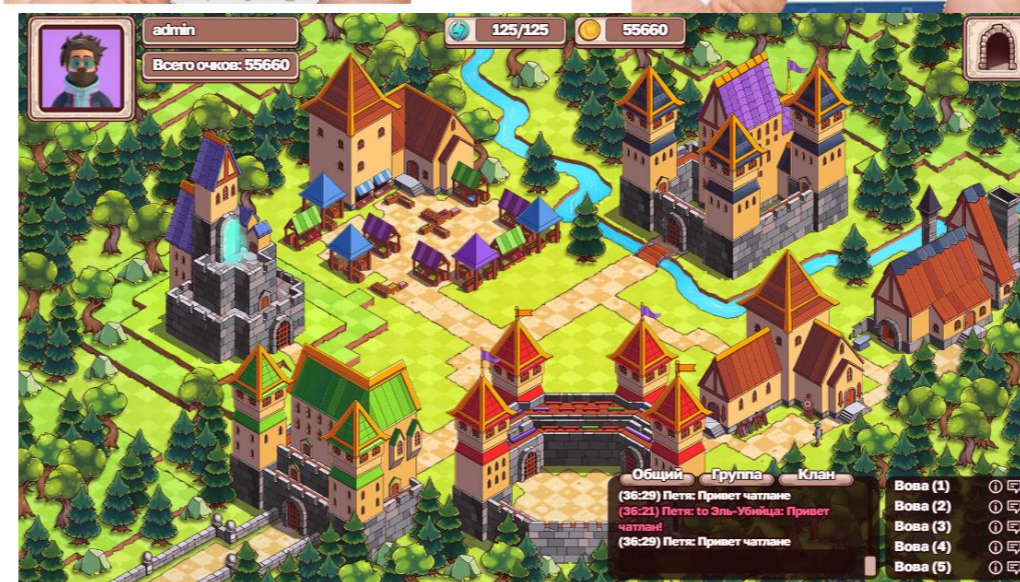 admin
125/125
55660
Всего очков: 55660
Общий
Группа
Клан
(36:29) Петя: Привет чатлане
(36:21) Петя: to Эль-Убийца: Привет
чатлан!
(36:29) Петя: Привет чатлане
Вова (1)
Вова (2)
Вова (3)
Вова (4)
Вова (5)